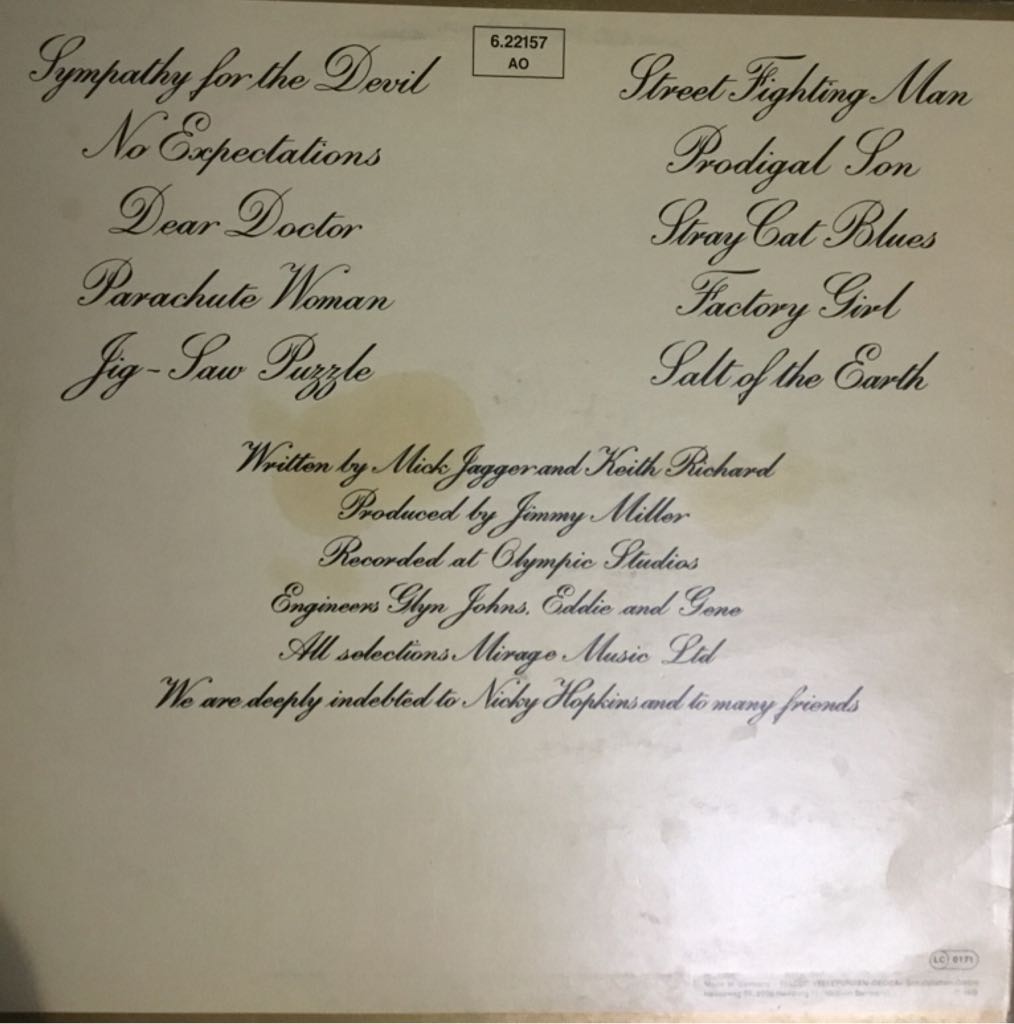 6.22157
AO
Sympathy for the Devil
No Expectations
Dear Doctor
Parachute Woman
Jig-Saw Puzzle
Street Fighting Man
Prodigal Son
Stray Cat Blues
Factory Girl
Salt of the Earth
Written by Mick Jagger and Keith Richard
Produced by Jimmy Miller
Recorded at Olympic Studios
Engineers Glyn Johns, Eddie and Gene
All selections Mirage Music Ltd
We are deeply indebted to Nicky Hopkins and to many friends
LC 0171
Made in Germany